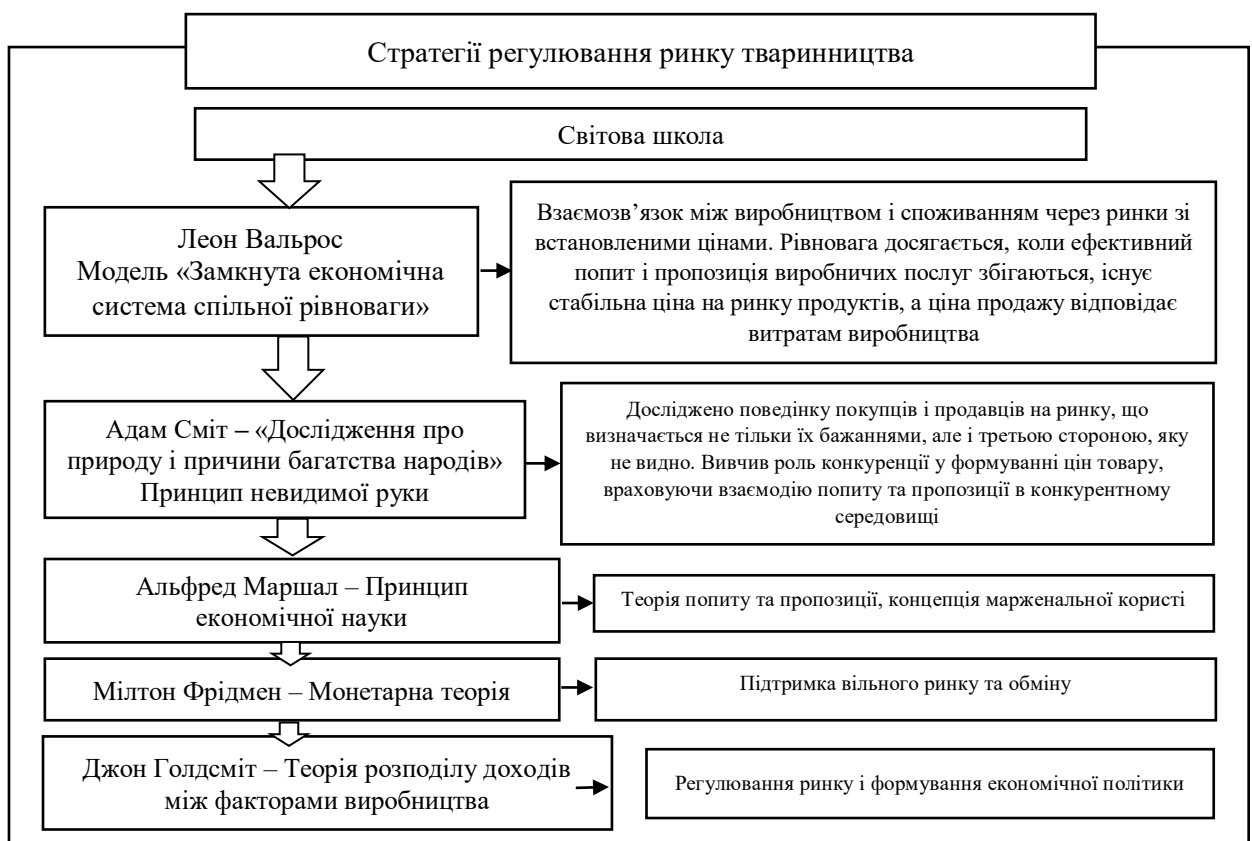 Стратегії регулювання ринку тваринництва
Світова школа
Леон Вальрос
Модель «Замкнута економічна
система спільної рівноваги»
Взаємозв’язок між виробництвом і споживанням через ринки зі
встановленими цінами. Рівновага досягається, коли ефективний
попит і пропозиція виробничих послуг збігаються, існує
стабільна ціна на ринку продуктів, а ціна продажу відповідає
витратам виробництва
Адам Сміт – «Дослідження про
природу і причини багатства народів»
Принцип невидимої руки
Досліджено поведінку покупців і продавців на ринку, що
визначається не тільки їх бажаннями, але і третьою стороною, яку
не видно. Вивчив роль конкуренції у формуванні цін товару,
враховуючи взаємодію попиту та пропозиції в конкурентному
середовищі
Альфред Маршал – Принцип
економічної науки
Теорія попиту та пропозиції, концепція марженальної користі
Мілтон Фрідмен – Монетарна теорія
Підтримка вільного ринку та обміну
Джон Голдсміт – Теорія розподілу доходів
між факторами виробництва
Регулювання ринку і формування економічної політики